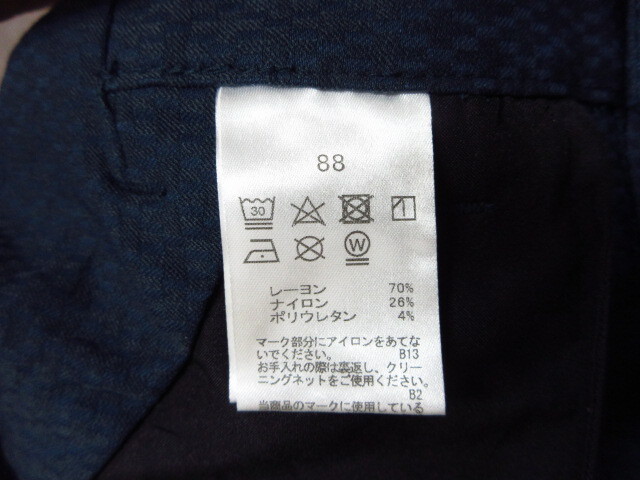 88
30
W
レーヨン 70%
ナイロン 26%
ポリウレタン 4%
マーク部分にアイロンをあてな
いでください。 B13
お手入れの際は裏返し、クリー
ニングネットをご使用ください。
B2
当商品のマークに使用している